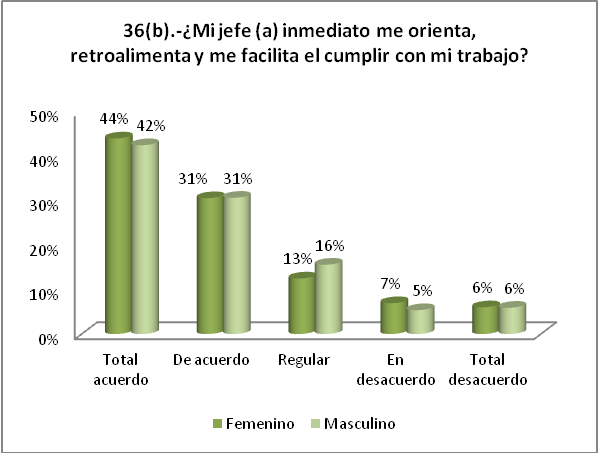 36(b).-¿Mi jefe (a) inmediato me orienta,
retroalimenta y me facilita el cumplir con mi trabajo?
50%
40%
30%
20%
10%
0%
44%
42%
31%
31%
13%
16%
7%
5%
6%
6%
Total
acuerdo
De acuerdo
Regular
En
desacuerdo
Total
desacuerdo
Femenino
Masculino